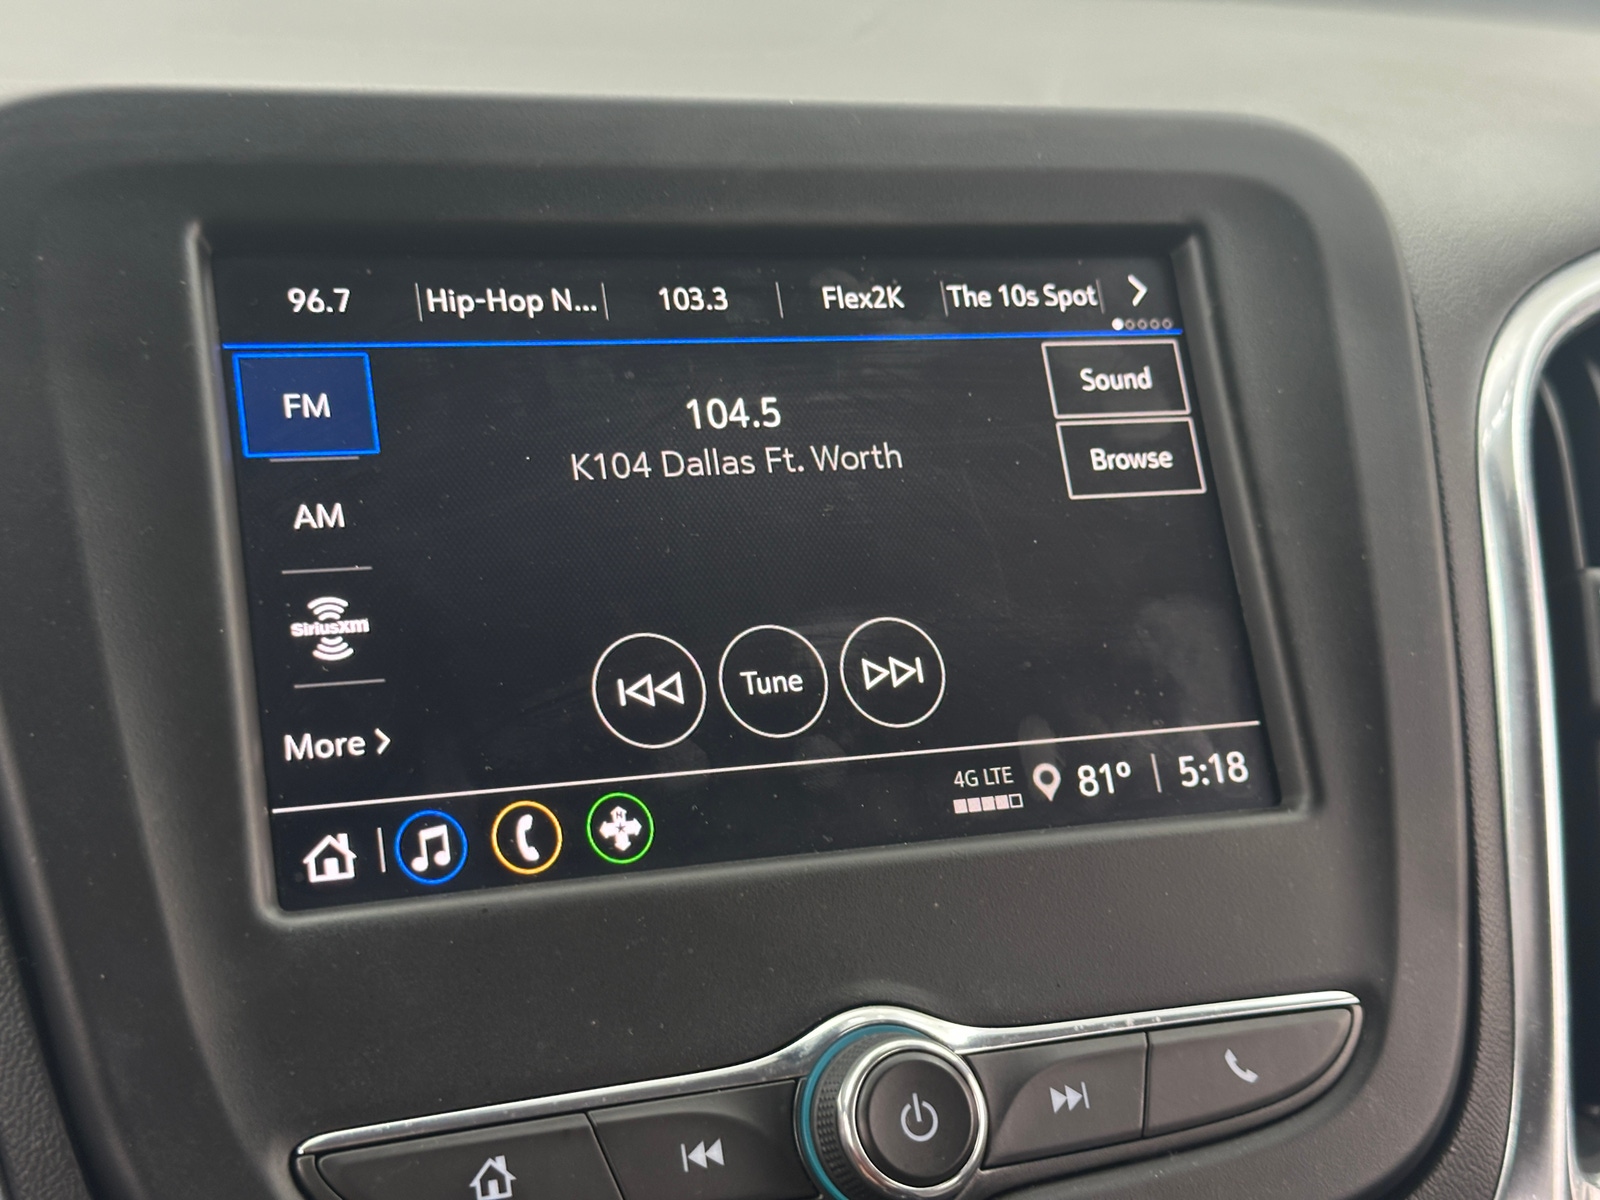 96.7
Hip-Hop N...
103.3
Flex2K
The 10s Spot
FM
104.5
K104 Dallas Ft. Worth
Sound
Browse
AM
SiriusXM
More
Tune
4G LTE
81°
5:18
N